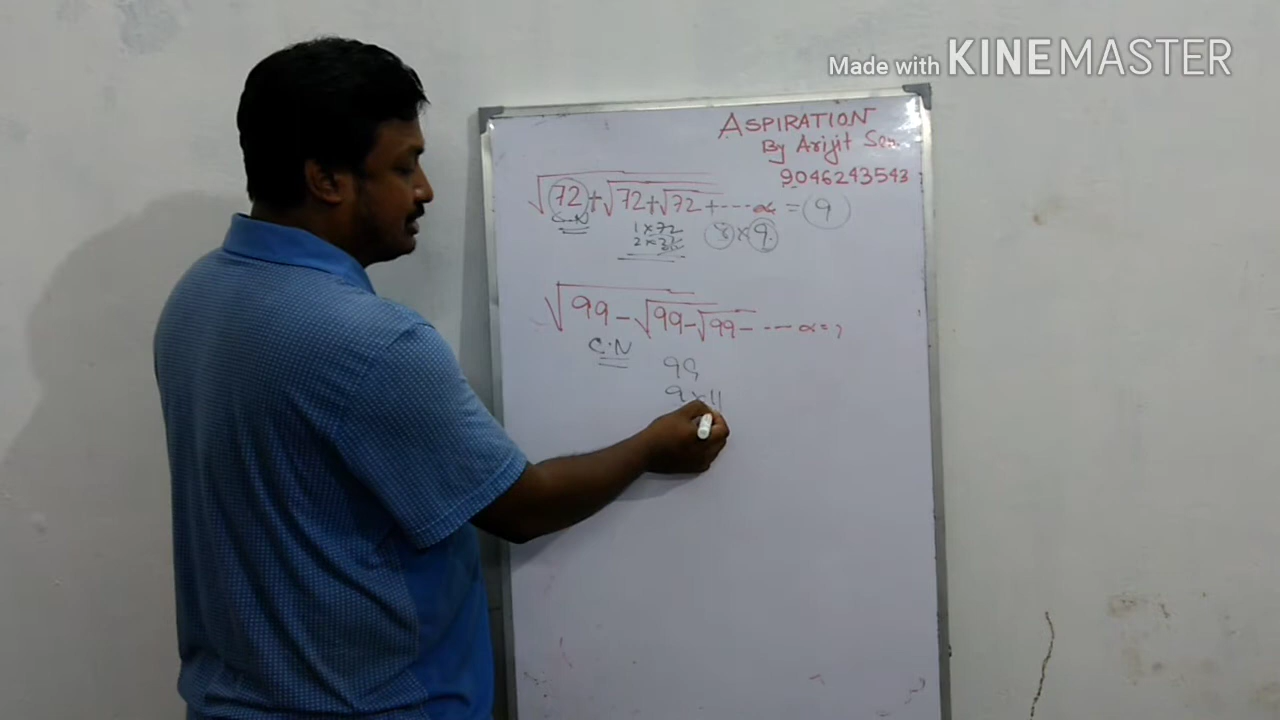 Made with KINEMASTER
ASPIRATION
By Arijit Sen
9046243543
√72+√72+√72+----α = 9
C.N
1×72
2×36
8×9
√99-√99-√99-----α=?
C.N
99
9×11